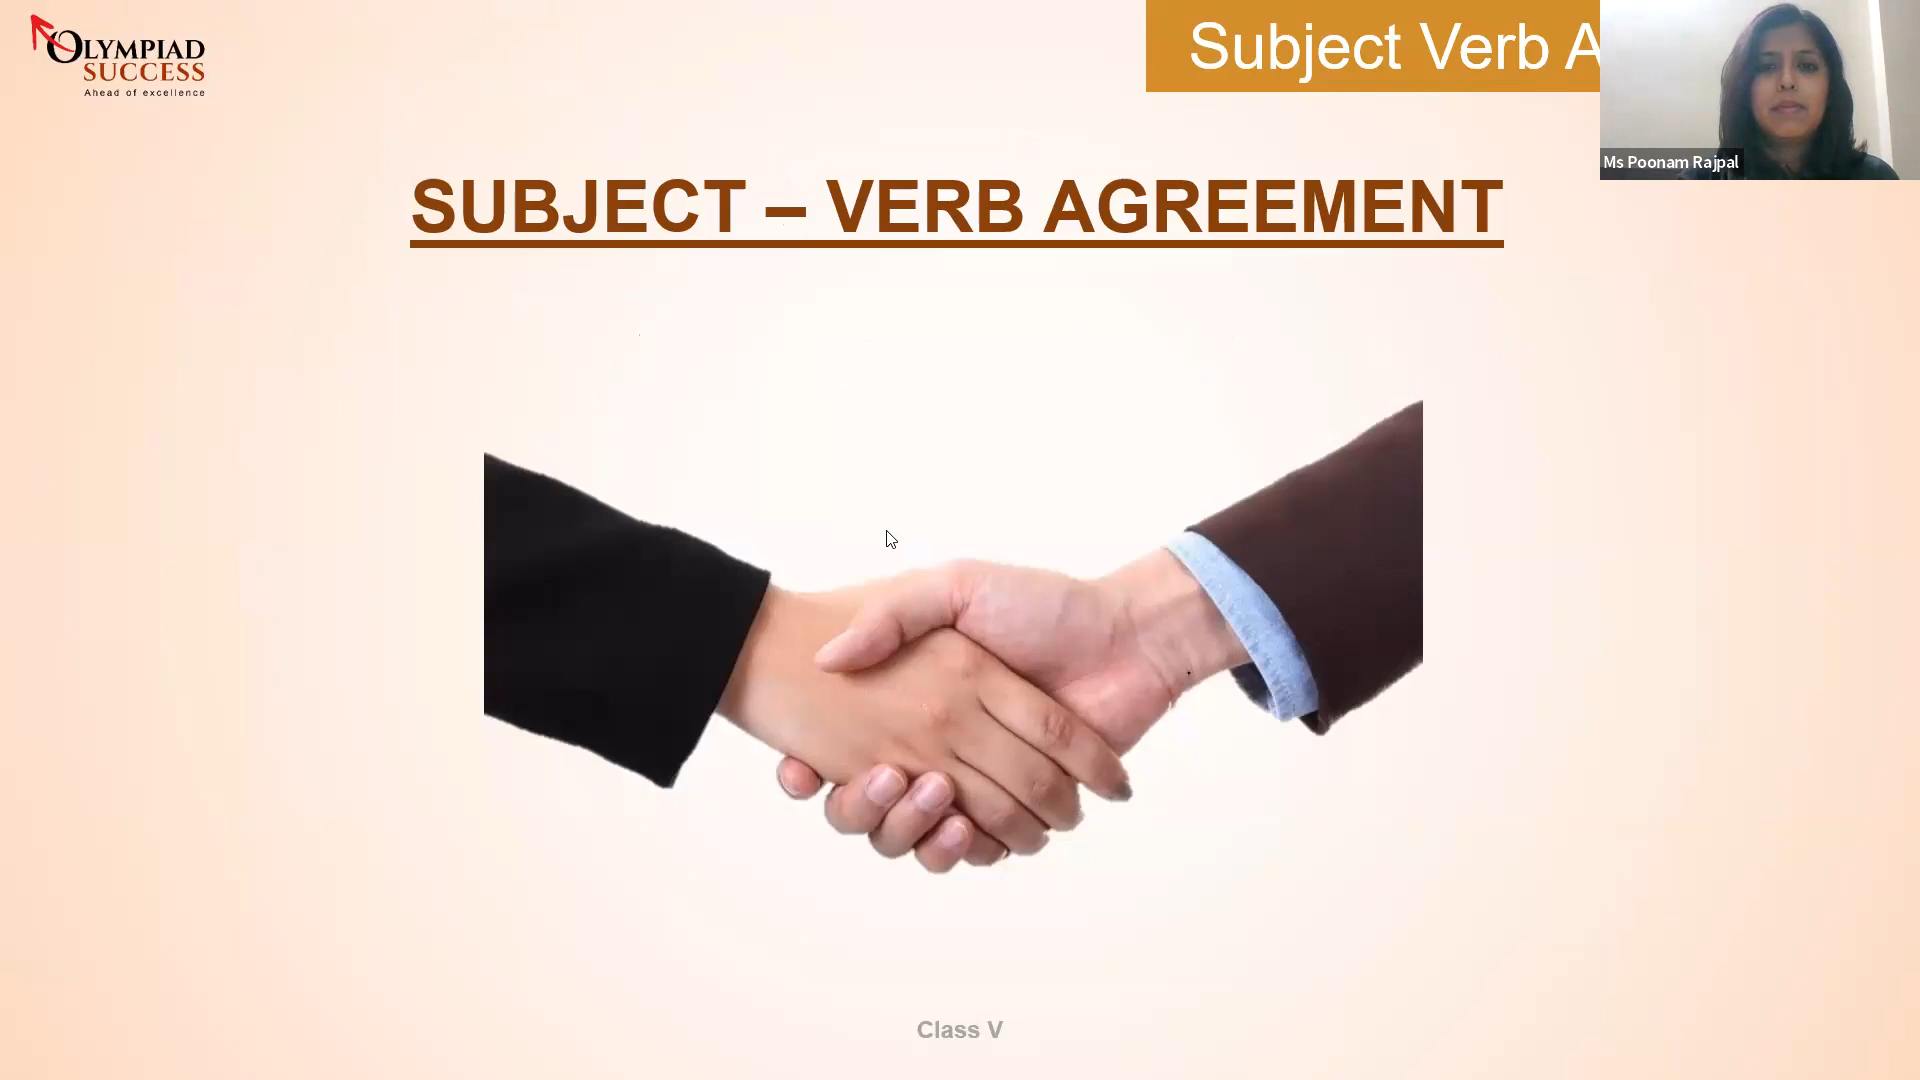 OLYMPIAD
SUCCESS
Ahead of excellence
Subject Verb A
Ms Poonam Rajpal
SUBJECT – VERB AGREEMENT
Class V